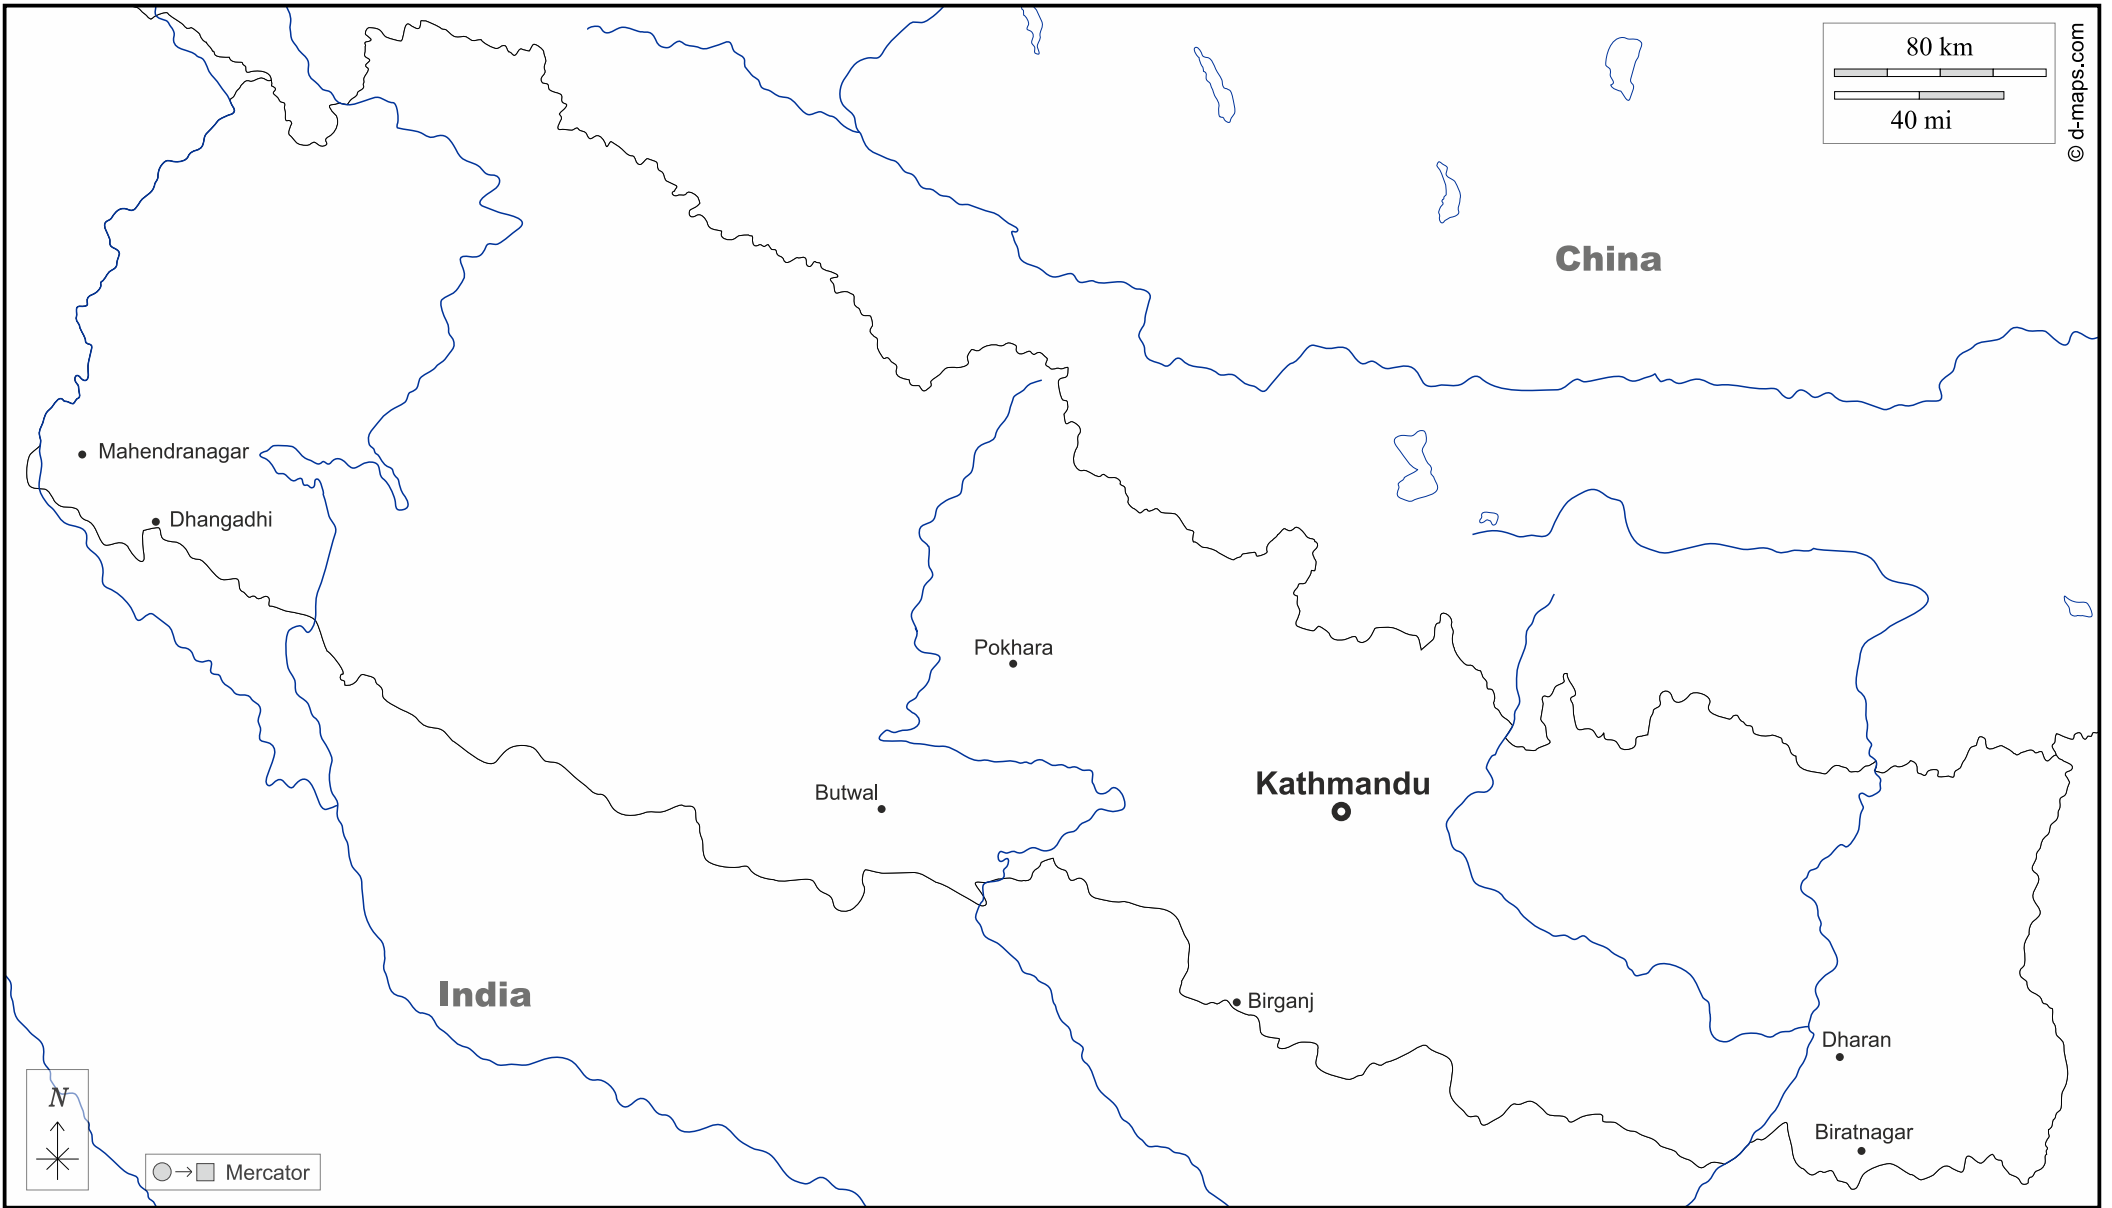 80 km
40 mi
© d-maps.com
China
Mahendranagar
Dhangadhi
Pokhara
Kathmandu
Butwal
India
Birganj
Dharan
Biratnagar
N
Mercator